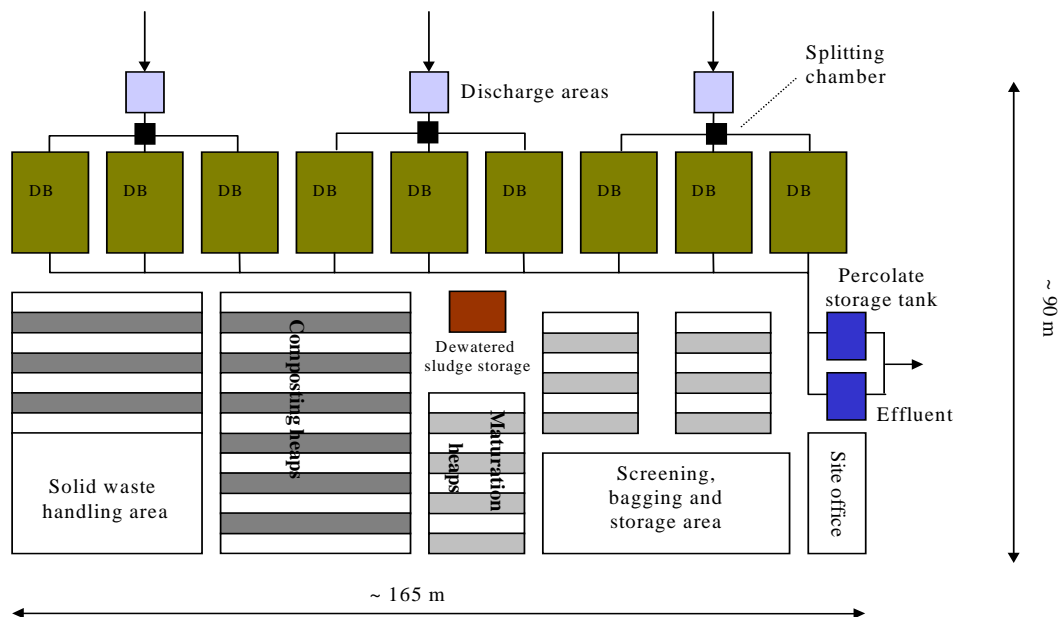 Splitting
chamber
Discharge areas
DB
DB
DB
DB
DB
DB
DB
DB
DB
Percolate
storage tank
~ 90 m
Composting heaps
Dewatered
sludge storage
Effluent
Maturation
heaps
Solid waste
handling area
Screening,
bagging and
storage area
Site office
~ 165 m